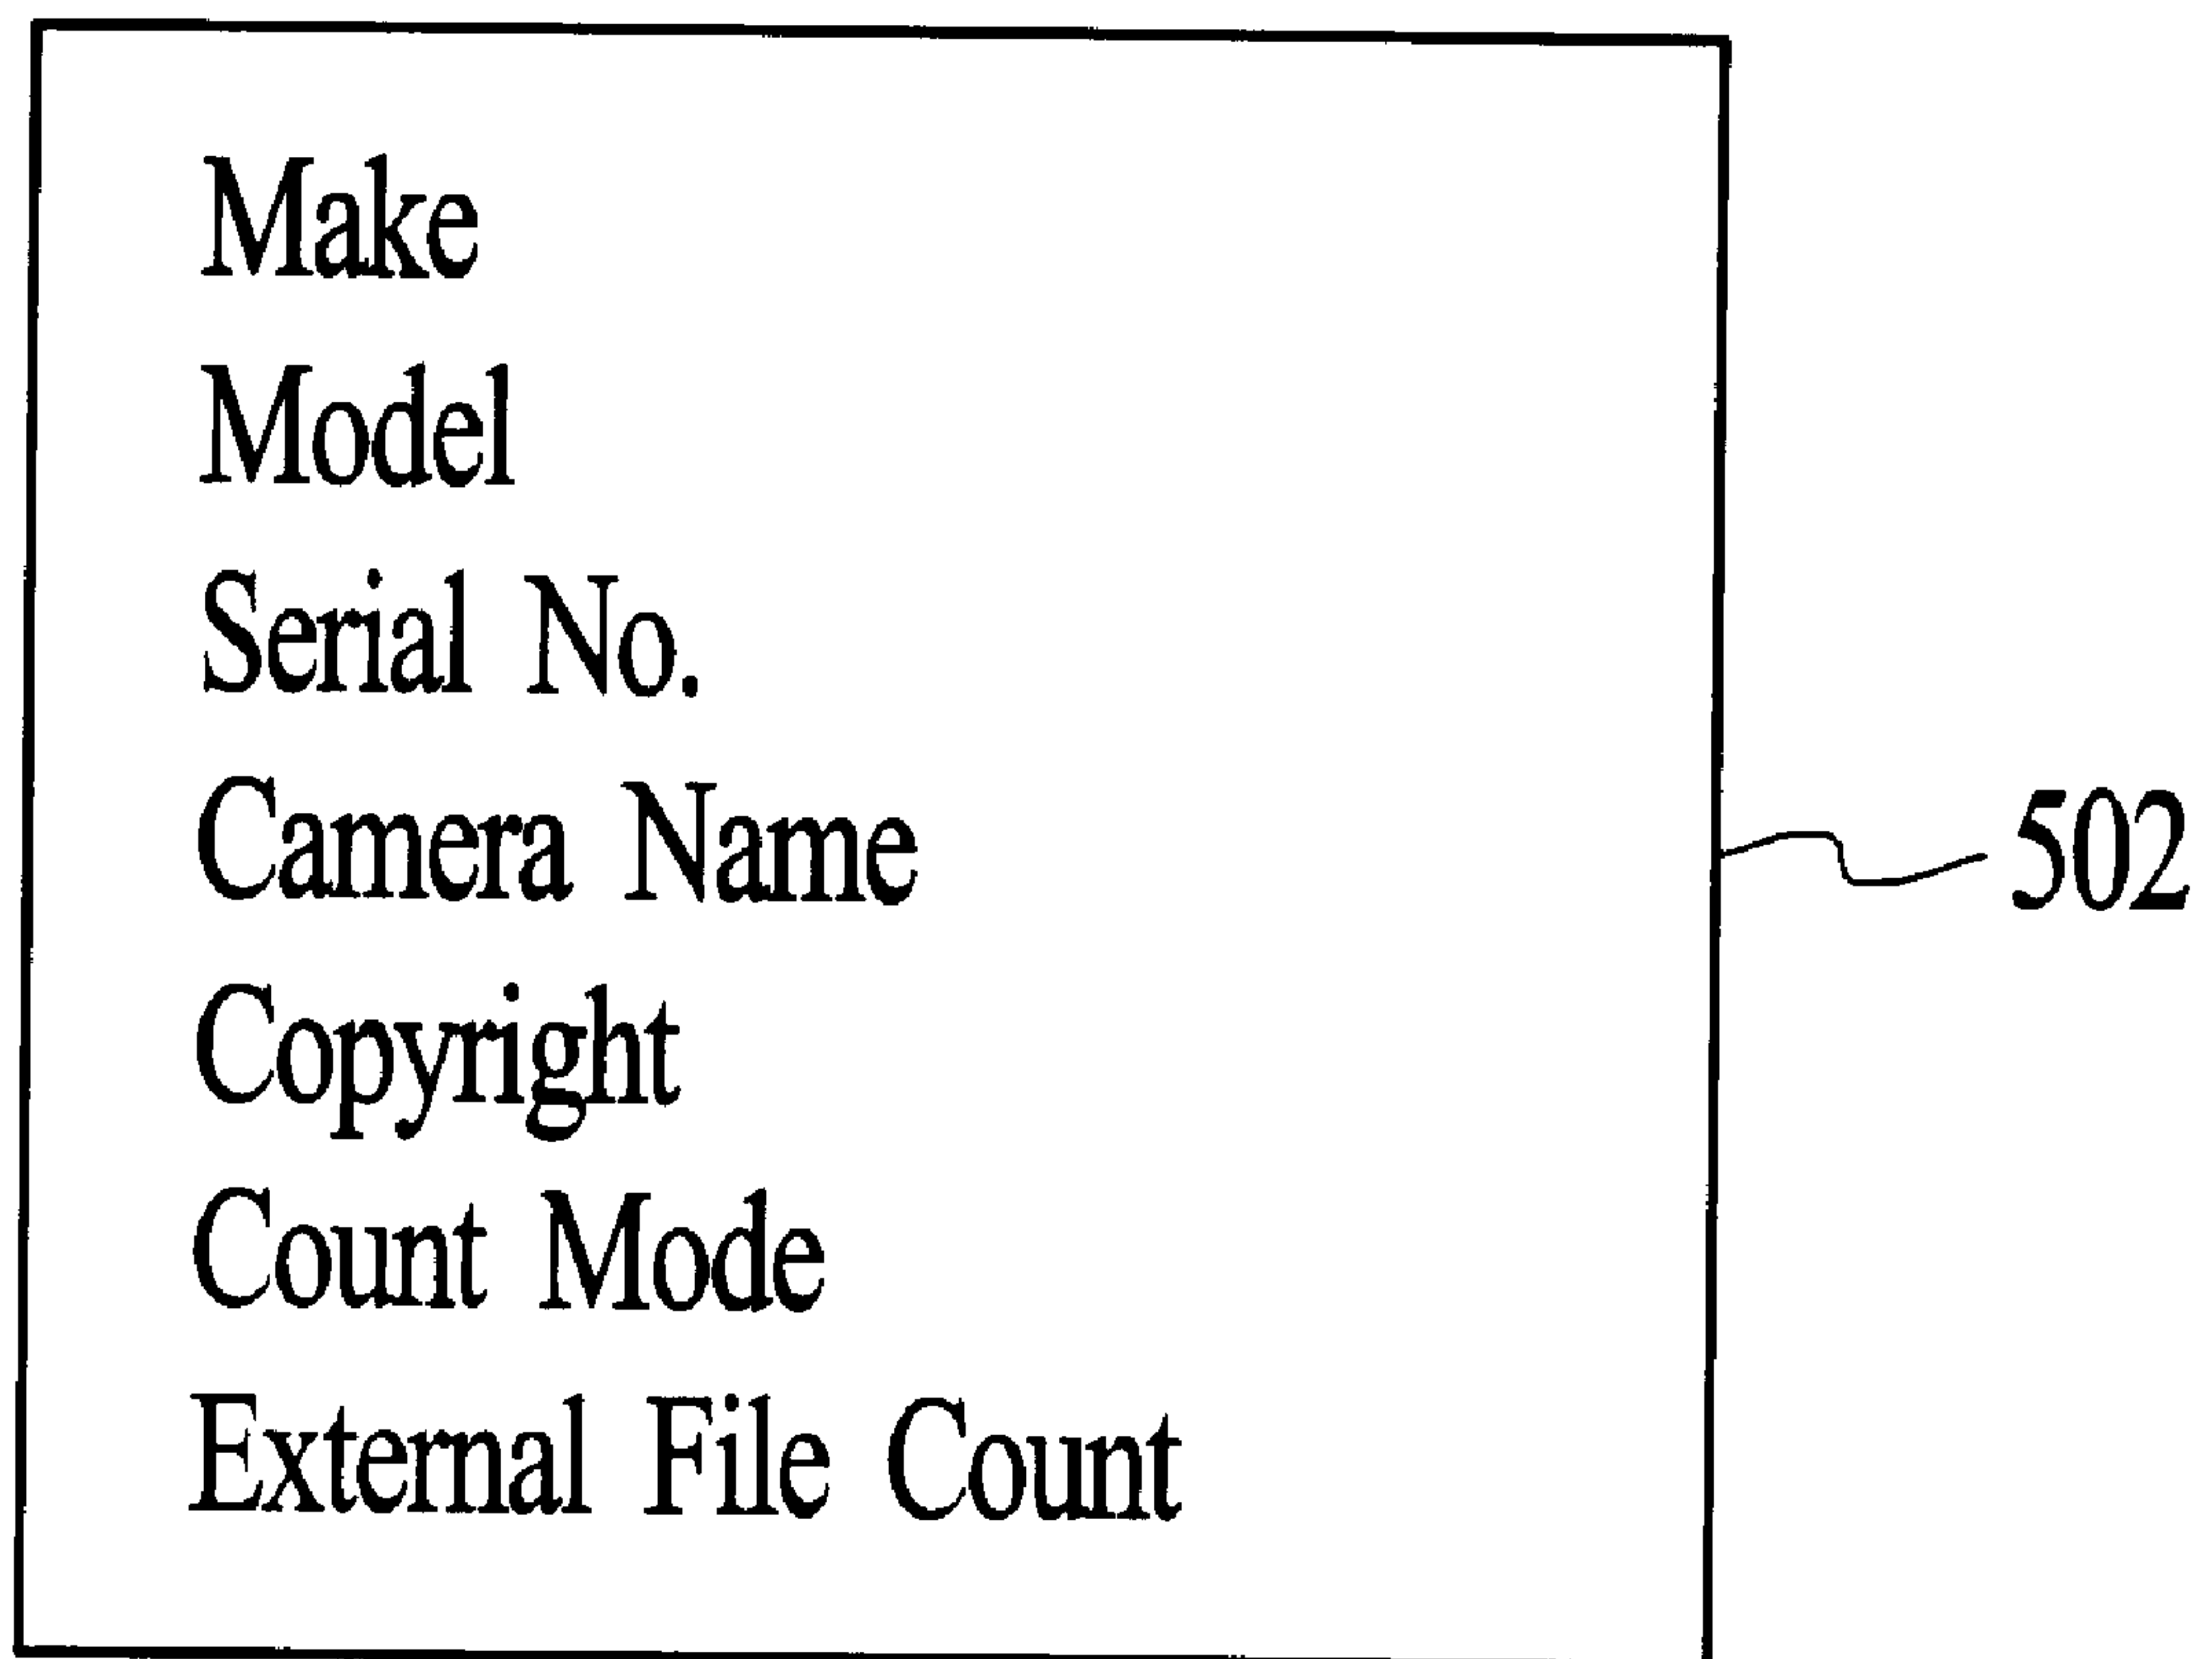 Make
Model
Serial No.
Camera Name
502
Copyright
Count Mode
External File Count